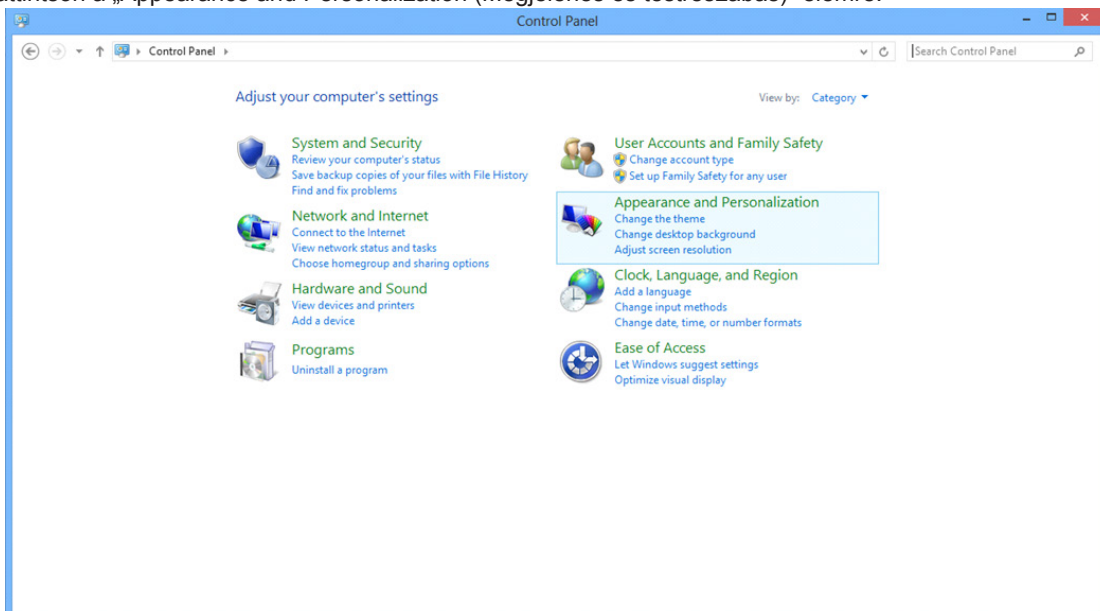 „Appearance and Personalization
Control Panel
Control Panel
Search Control Panel
Adjust your computer's settings
View by: Category
System and Security
Review your computer's status
Save backup copies of your files with File History
Find and fix problems
Network and Internet
Connect to the Internet
View network status and tasks
Choose homegroup and sharing options
Hardware and Sound
View devices and printers
Add a device
Programs
Uninstall a program
User Accounts and Family Safety
Change account type
Set up Family Safety for any user
Appearance and Personalization
Change the theme
Change desktop background
Adjust screen resolution
Clock, Language, and Region
Add a language
Change input methods
Change date, time, or number formats
Ease of Access
Let Windows suggest settings
Optimize visual display